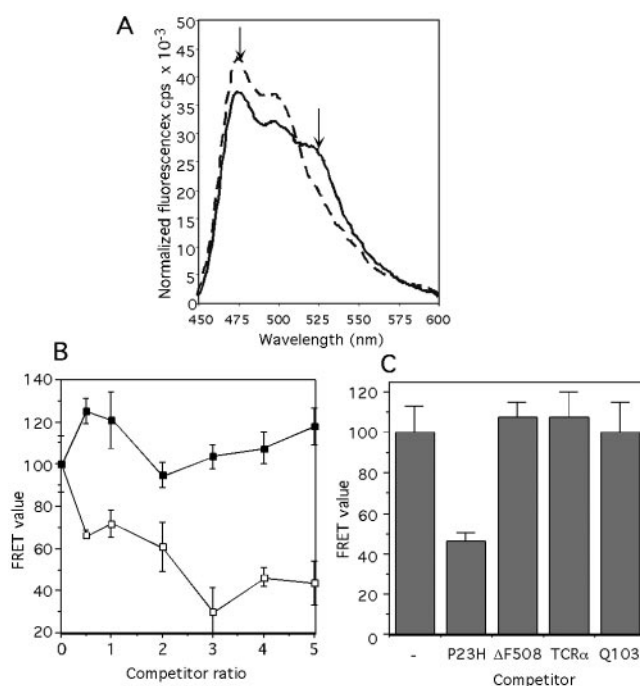 A
Normalized fluorescencex cps x 10-3
50
45
40
35
30
25
20
15
10
5
0
450 475 500 525 550 575 600
Wavelength (nm)
B
FRET value
140
120
100
80
60
40
20
0 1 2 3 4 5
Competitor ratio
C
FRET value
120
100
80
60
40
20
0
- P23H ΔF508 TCRα Q103
Competitor